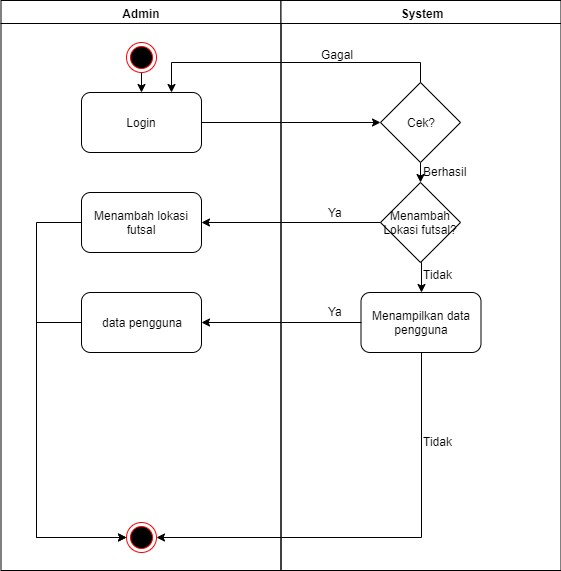 Admin
System
Gagal
Login
Cek?
Berhasil
Menambah lokasi
futsal
Ya
Menambah
Lokasi futsal?
Tidak
data pengguna
Ya
Menampilkan data
pengguna
Tidak